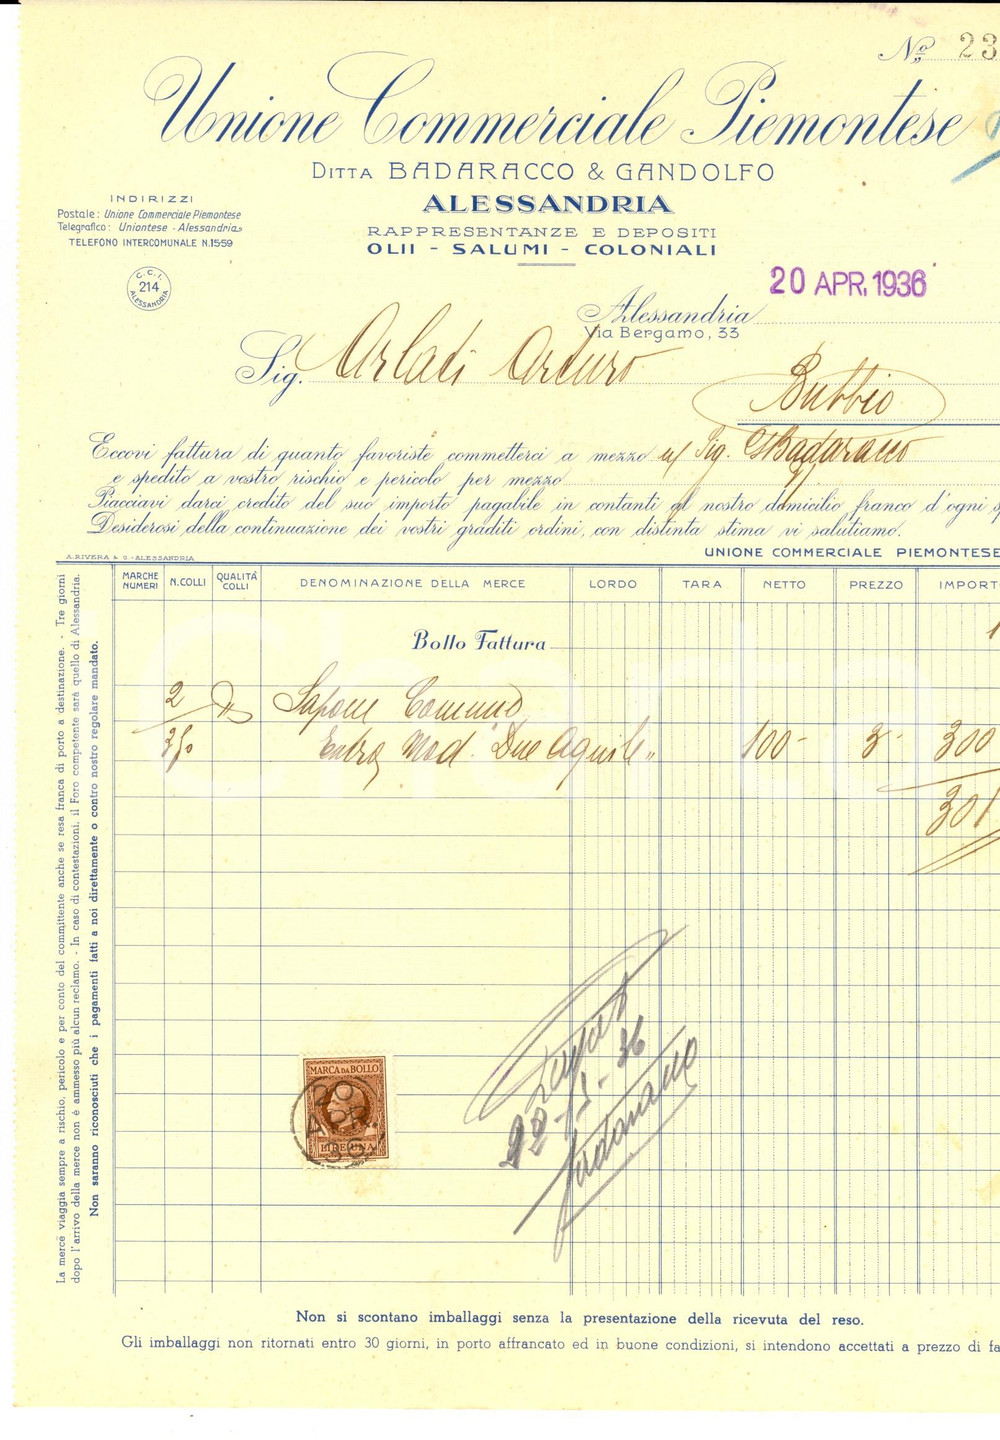 Nº 23
Unione Commerciale Piemontese
DITTA BADARACCO & GANDOLFO
ALESSANDRIA
RAPPRESENTANZE E DEPOSITI
OLII - SALUMI - COLONIALI
INDIRIZZI
Postale: Unione Commerciale Piemontese
Telegrafico: Uniontese - Alessandria
TELEFONO INTERCOMUNALE N. 15-59
C.C.I. 214 ALESSANDRIA
20 APR. 1936
Alessandria
Via Bergamo, 33
Sig. Arlati Arturo
Bubbio
Eccovi fattura di quanto favoriste commetterci a mezzo n/ Sig. Badaracco
e spedito a vostro rischio e pericolo per mezzo
Piacciavi darci credito del suo importo pagabile in contanti al nostro domicilio franco d'ogni
Desiderosi della continuazione dei vostri graditi ordini, con distinta stima vi salutiamo.
A. RIVERA & C. - ALESSANDRIA
UNIONE COMMERCIALE PIEMONTESE
MARCHE NUMERI N. COLLI QUALITÀ COLLI DENOMINAZIONE DELLA MERCE LORDO TARA NETTO PREZZO IMPORT
Bollo Fattura 1
2 Sapone Comune
Extra Mod. "Due Aquile" 100- 3- 300
301
MARCA DA BOLLO
LIRE UNA
20 APR. 36
La merce viaggia sempre a rischio, pericolo e per conto del committente anche se resa franca di porto a destinazione. - Tre giorni
dopo l'arrivo della merce non è ammesso più alcun reclamo. - In caso di contestazioni, il Foro competente sarà quello di Alessandria.
Non saranno riconosciuti che i pagamenti fatti a noi direttamente o contro nostro regolare mandato.
Non si scontano imballaggi senza la presentazione della ricevuta del reso.
Gli imballaggi non ritornati entro 30 giorni, in porto affrancato ed in buone condizioni, si intendono accettati a prezzo di fa